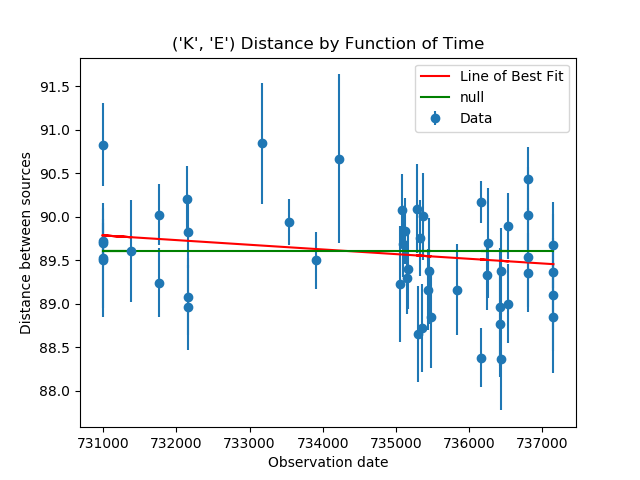 ('K', 'E') Distance by Function of Time
Line of Best Fit
null
Data
Distance between sources
91.5
91.0
90.5
90.0
89.5
89.0
88.5
88.0
731000 732000 733000 734000 735000 736000 737000
Observation date